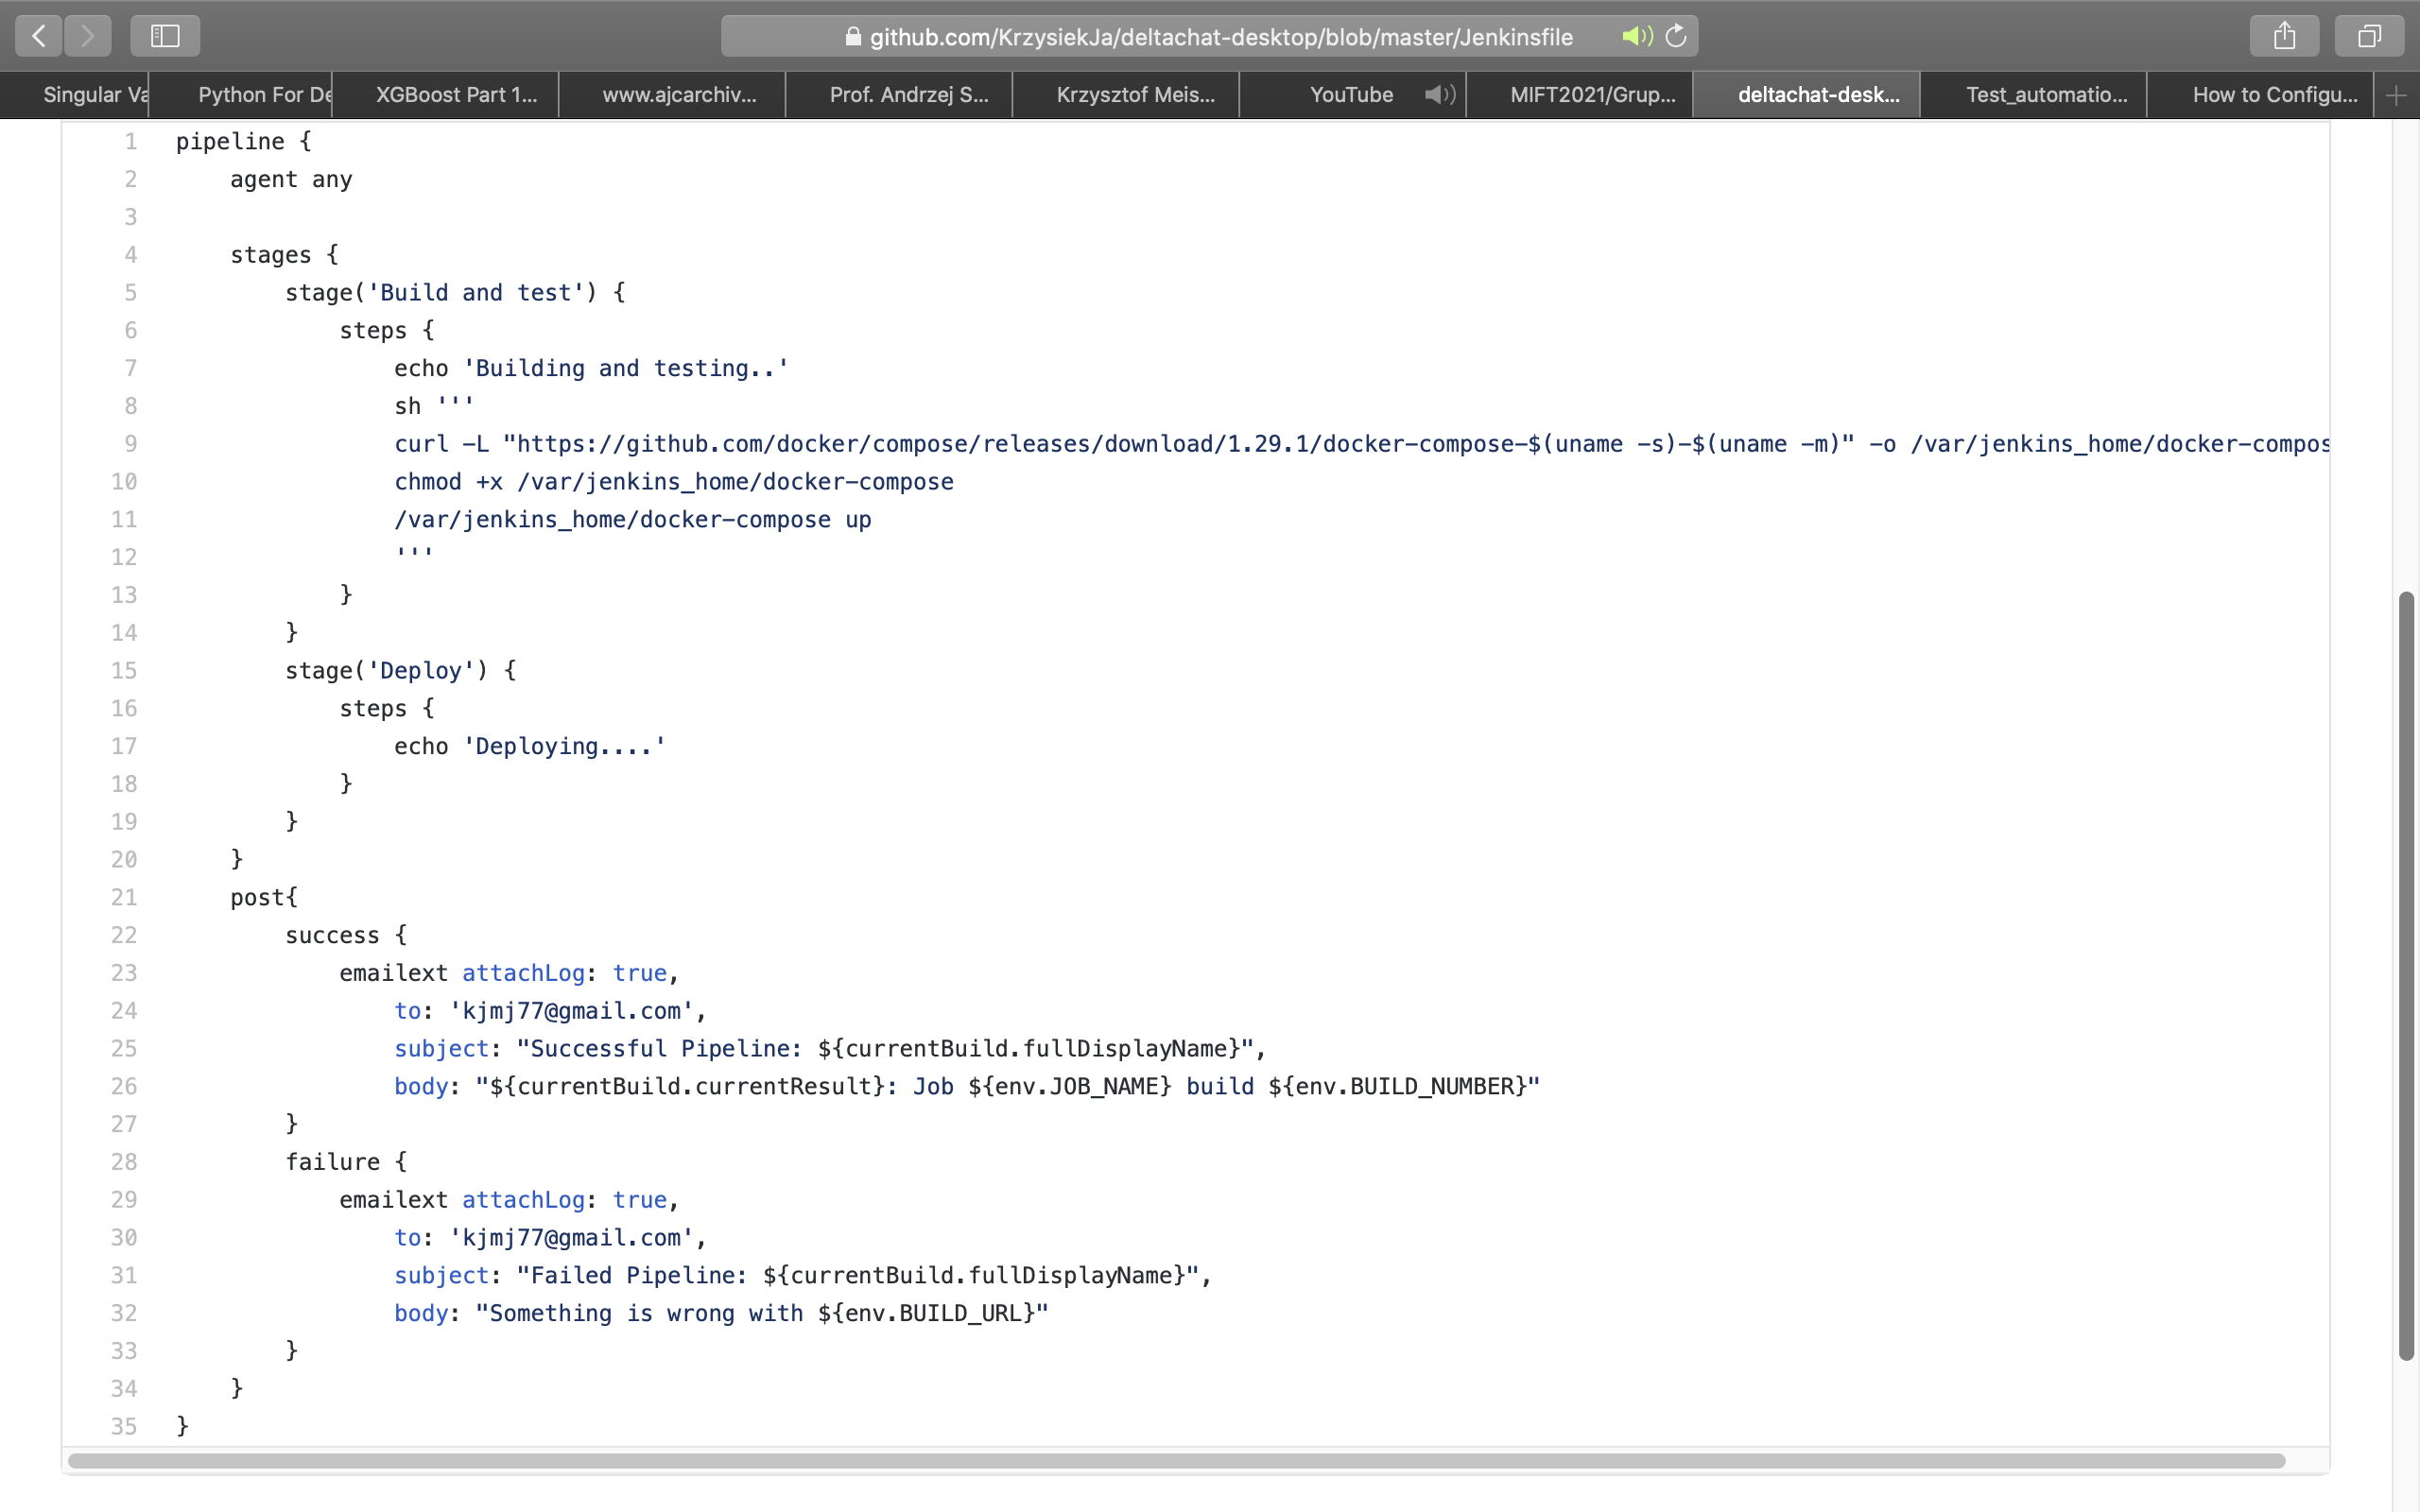 github.com/KrzysiekJa/deltachat-desktop/blob/master/Jenkinsfile
Singular Va Python For De XGBoost Part 1... www.ajcarchiv... Prof. Andrzej S... Krzysztof Meis... YouTube MIFT2021/Grup... deltachat-desk... Test_automatio... How to Configu...
1 pipeline {
2     agent any
3
4     stages {
5         stage('Build and test') {
6             steps {
7                 echo 'Building and testing..'
8                 sh '''
9                 curl -L "https://github.com/docker/compose/releases/download/1.29.1/docker-compose-$(uname -s)-$(uname -m)" -o /var/jenkins_home/docker-compos
10                 chmod +x /var/jenkins_home/docker-compose
11                 /var/jenkins_home/docker-compose up
12                 '''
13             }
14         }
15         stage('Deploy') {
16             steps {
17                 echo 'Deploying....'
18             }
19         }
20     }
21     post{
22         success {
23             emailext attachLog: true,
24                 to: 'kjmj77@gmail.com',
25                 subject: "Successful Pipeline: ${currentBuild.fullDisplayName}",
26                 body: "${currentBuild.currentResult}: Job ${env.JOB_NAME} build ${env.BUILD_NUMBER}"
27         }
28         failure {
29             emailext attachLog: true,
30                 to: 'kjmj77@gmail.com',
31                 subject: "Failed Pipeline: ${currentBuild.fullDisplayName}",
32                 body: "Something is wrong with ${env.BUILD_URL}"
33         }
34     }
35 }